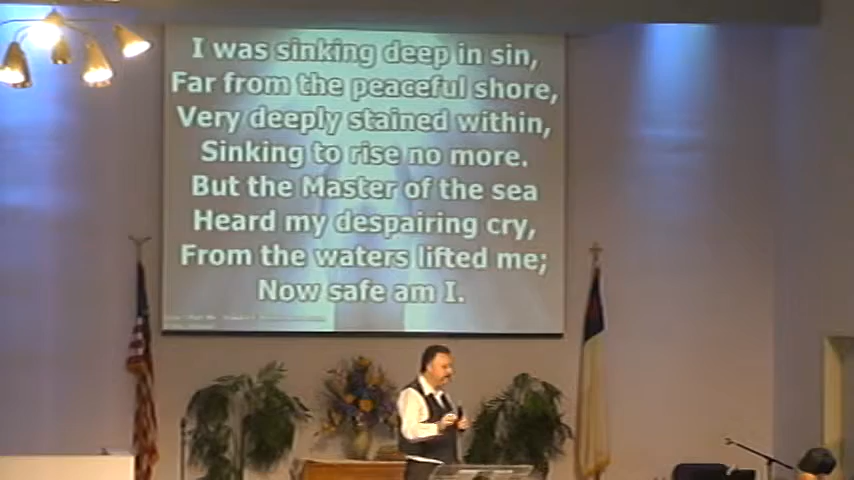 I was sinking deep in sin,
Far from the peaceful shore,
Very deeply stained within,
Sinking to rise no more.
But the Master of the sea
Heard my despairing cry,
From the waters lifted me;
Now safe am I.